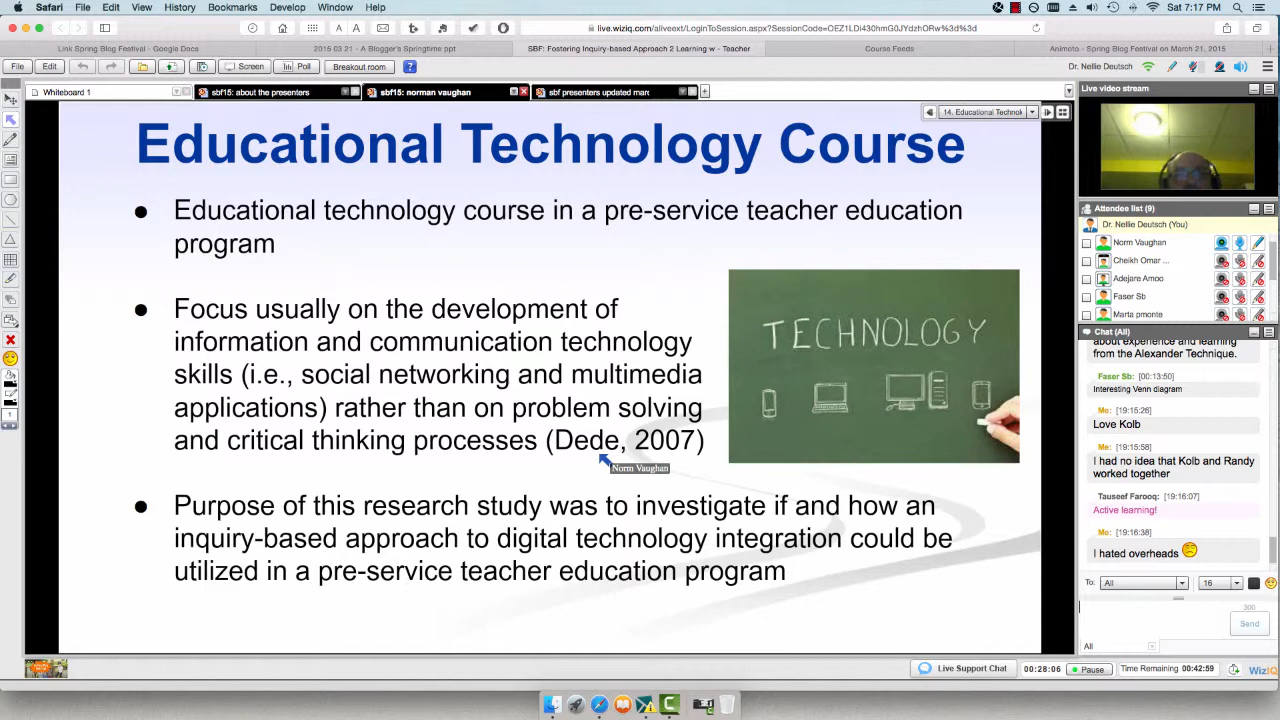 Safari File Edit View History Bookmarks Develop Window Help
Sat 7:17 PM
live.wiziq.com/aliveext/LoginToSession.aspx?SessionCode=OEZ1LDi430hmG0JYdzhORw%3d%3d
Link Spring Blog Festival - Google Docs
2015 03 21 - A Blogger's Springtime ppt
SBF: Fostering Inquiry-based Approach 2 Learning w - Teacher
Course Feeds
Animoto - Spring Blog Festival on March 21, 2015
File Edit Screen Poll Breakout room ?
Dr. Nellie Deutsch
Whiteboard 1
sbf15: about the presenters
sbf15: norman vaughan
sbf presenters updated marc
14. Educational Technol
Educational Technology Course
● Educational technology course in a pre-service teacher education
program
● Focus usually on the development of
information and communication technology
skills (i.e., social networking and multimedia
applications) rather than on problem solving
and critical thinking processes (Dede, 2007)
Norm Vaughan
● Purpose of this research study was to investigate if and how an
inquiry-based approach to digital technology integration could be
utilized in a pre-service teacher education program
TECHNOLOGY
Live video stream
Attendee list (9)
Dr. Nellie Deutsch (You)
Norm Vaughan
Cheikh Omar ...
Adejare Amoo
Faser Sb
Marta pmonte
Chat (All)
about experience and learning
from the Alexander Technique.
Faser Sb: [00:13:50]
Interesting Venn diagram
Me: [19:15:26]
Love Kolb
Me: [19:15:58]
I had no idea that Kolb and Randy
worked together
Tauseef Farooq: [19:16:07]
Active learning!
Me: [19:16:38]
I hated overheads
To: All 16
300
Send
All
Live Support Chat
00:28:06
Pause
Time Remaining 00:42:59
WizIQ